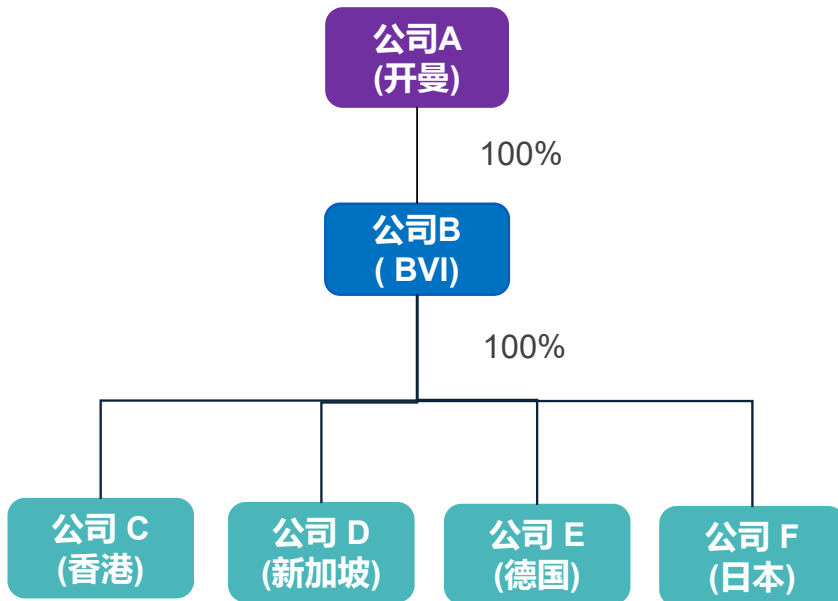 公司A
(开曼)
100%
公司B
( BVI)
100%
公司 C
(香港)
公司 D
(新加坡)
公司 E
(德国)
公司 F
(日本)